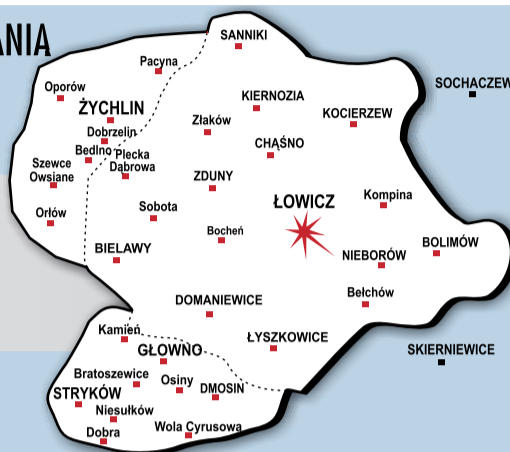 ANIA
SANNIKI
Pacyna
Oporów
SOCHACZEW
KIERNOZIA
ŻYCHLIN
KOCIERZEW
Złaków
Dobrzelin
CHĄŚNO
Bedlno
Plecka
Dąbrowa
Szewce
Owsiane
ZDUNY
Kompina
ŁOWICZ
Orłów
Sobota
Bocheń
BOLIMÓW
BIELAWY
NIEBORÓW
Bełchów
DOMANIEWICE
Kamień
ŁYSZKOWICE
GŁOWNO
SKIERNIEWICE
Bratoszewice
Osiny
DMOSIN
STRYKÓW
Niesułków
Dobra
Wola Cyrusową